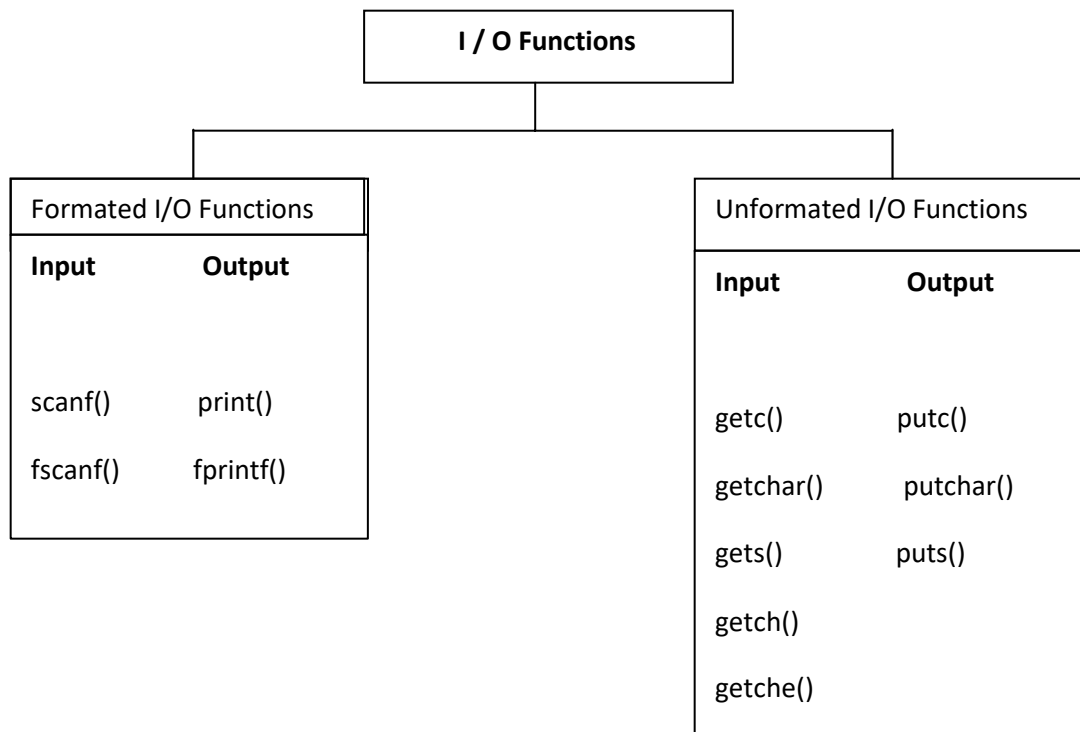 I / O Functions
Formated I/O Functions
Input Output
scanf() print()
fscanf() fprintf()
Unformated I/O Functions
Input Output
getc() putc()
getchar() putchar()
gets() puts()
getch()
getche()